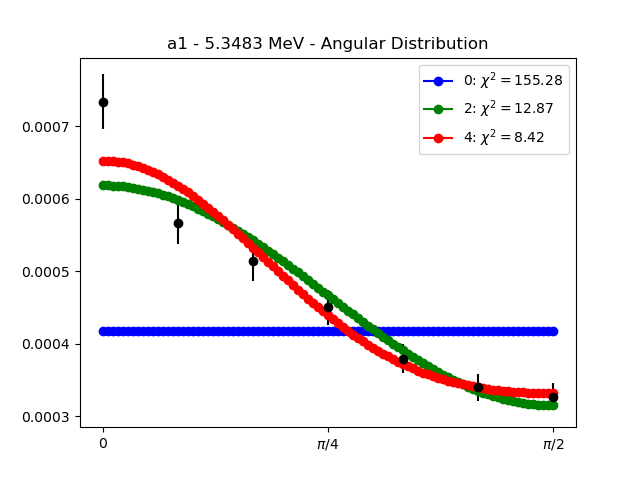 a1 - 5.3483 MeV - Angular Distribution
0: χ² = 155.28
2: χ² = 12.87
4: χ² = 8.42
0.0007
0.0006
0.0005
0.0004
0.0003
0
π/4
π/2